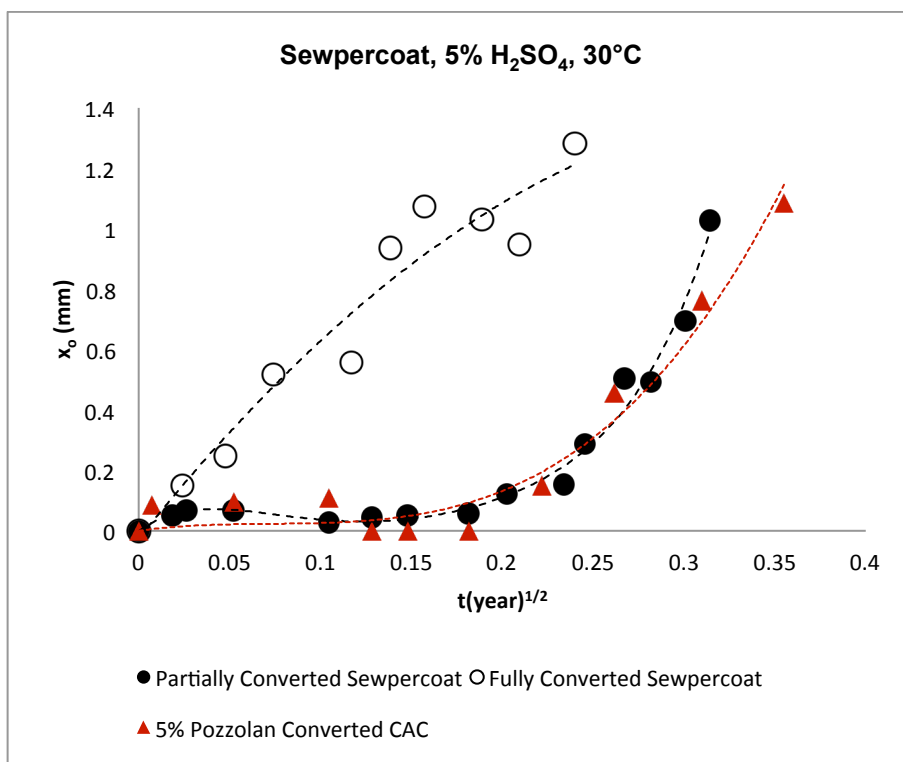 Sewpercoat, 5% H₂SO₄, 30°C
1.4
1.2
1
0.8
0.6
0.4
0.2
0
x₀ (mm)
0 0.05 0.1 0.15 0.2 0.25 0.3 0.35 0.4
t(year)¹/²
Partially Converted Sewpercoat Fully Converted Sewpercoat
5% Pozzolan Converted CAC